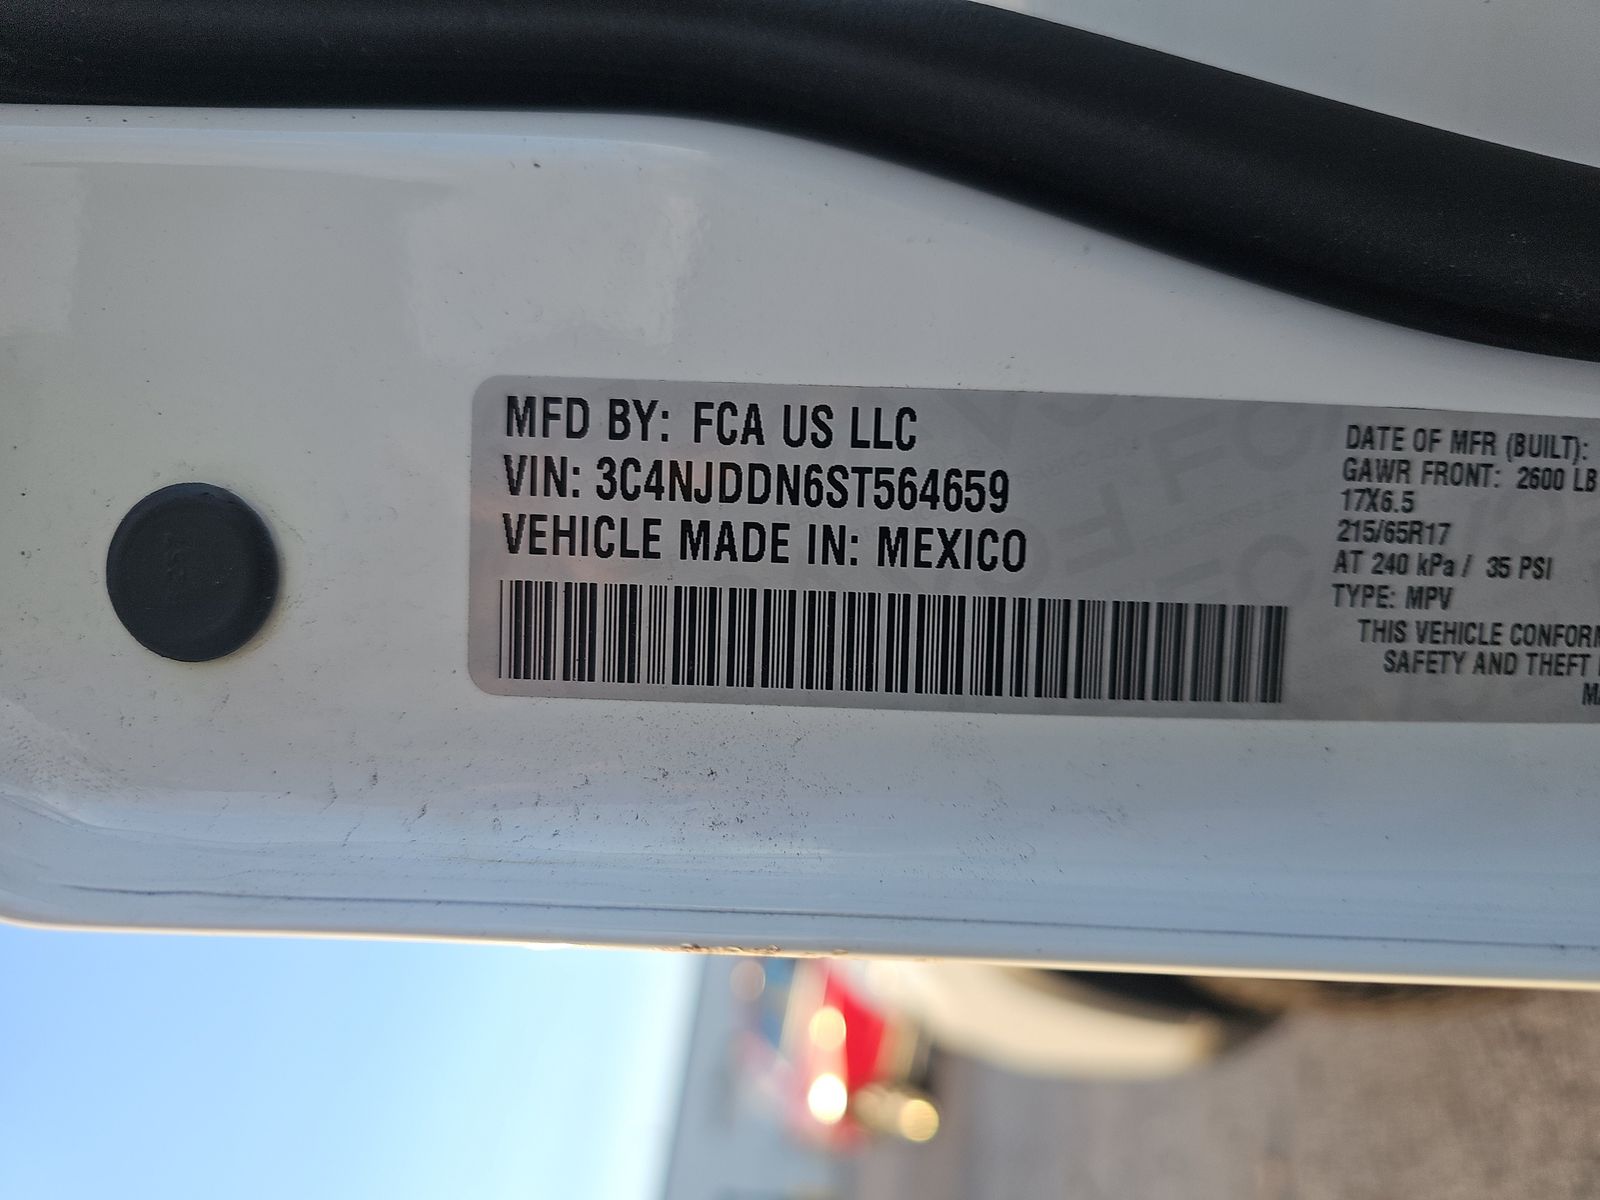 MFD BY: FCA US LLC
VIN: 3C4NJDDN6ST564659
VEHICLE MADE IN: MEXICO
DATE OF MFR (BUILT):
GAWR FRONT: 2600 LB
17X6.5
215/65R17
AT 240 kPa / 35 PSI
TYPE: MPV
THIS VEHICLE CONFORM
SAFETY AND THEFT